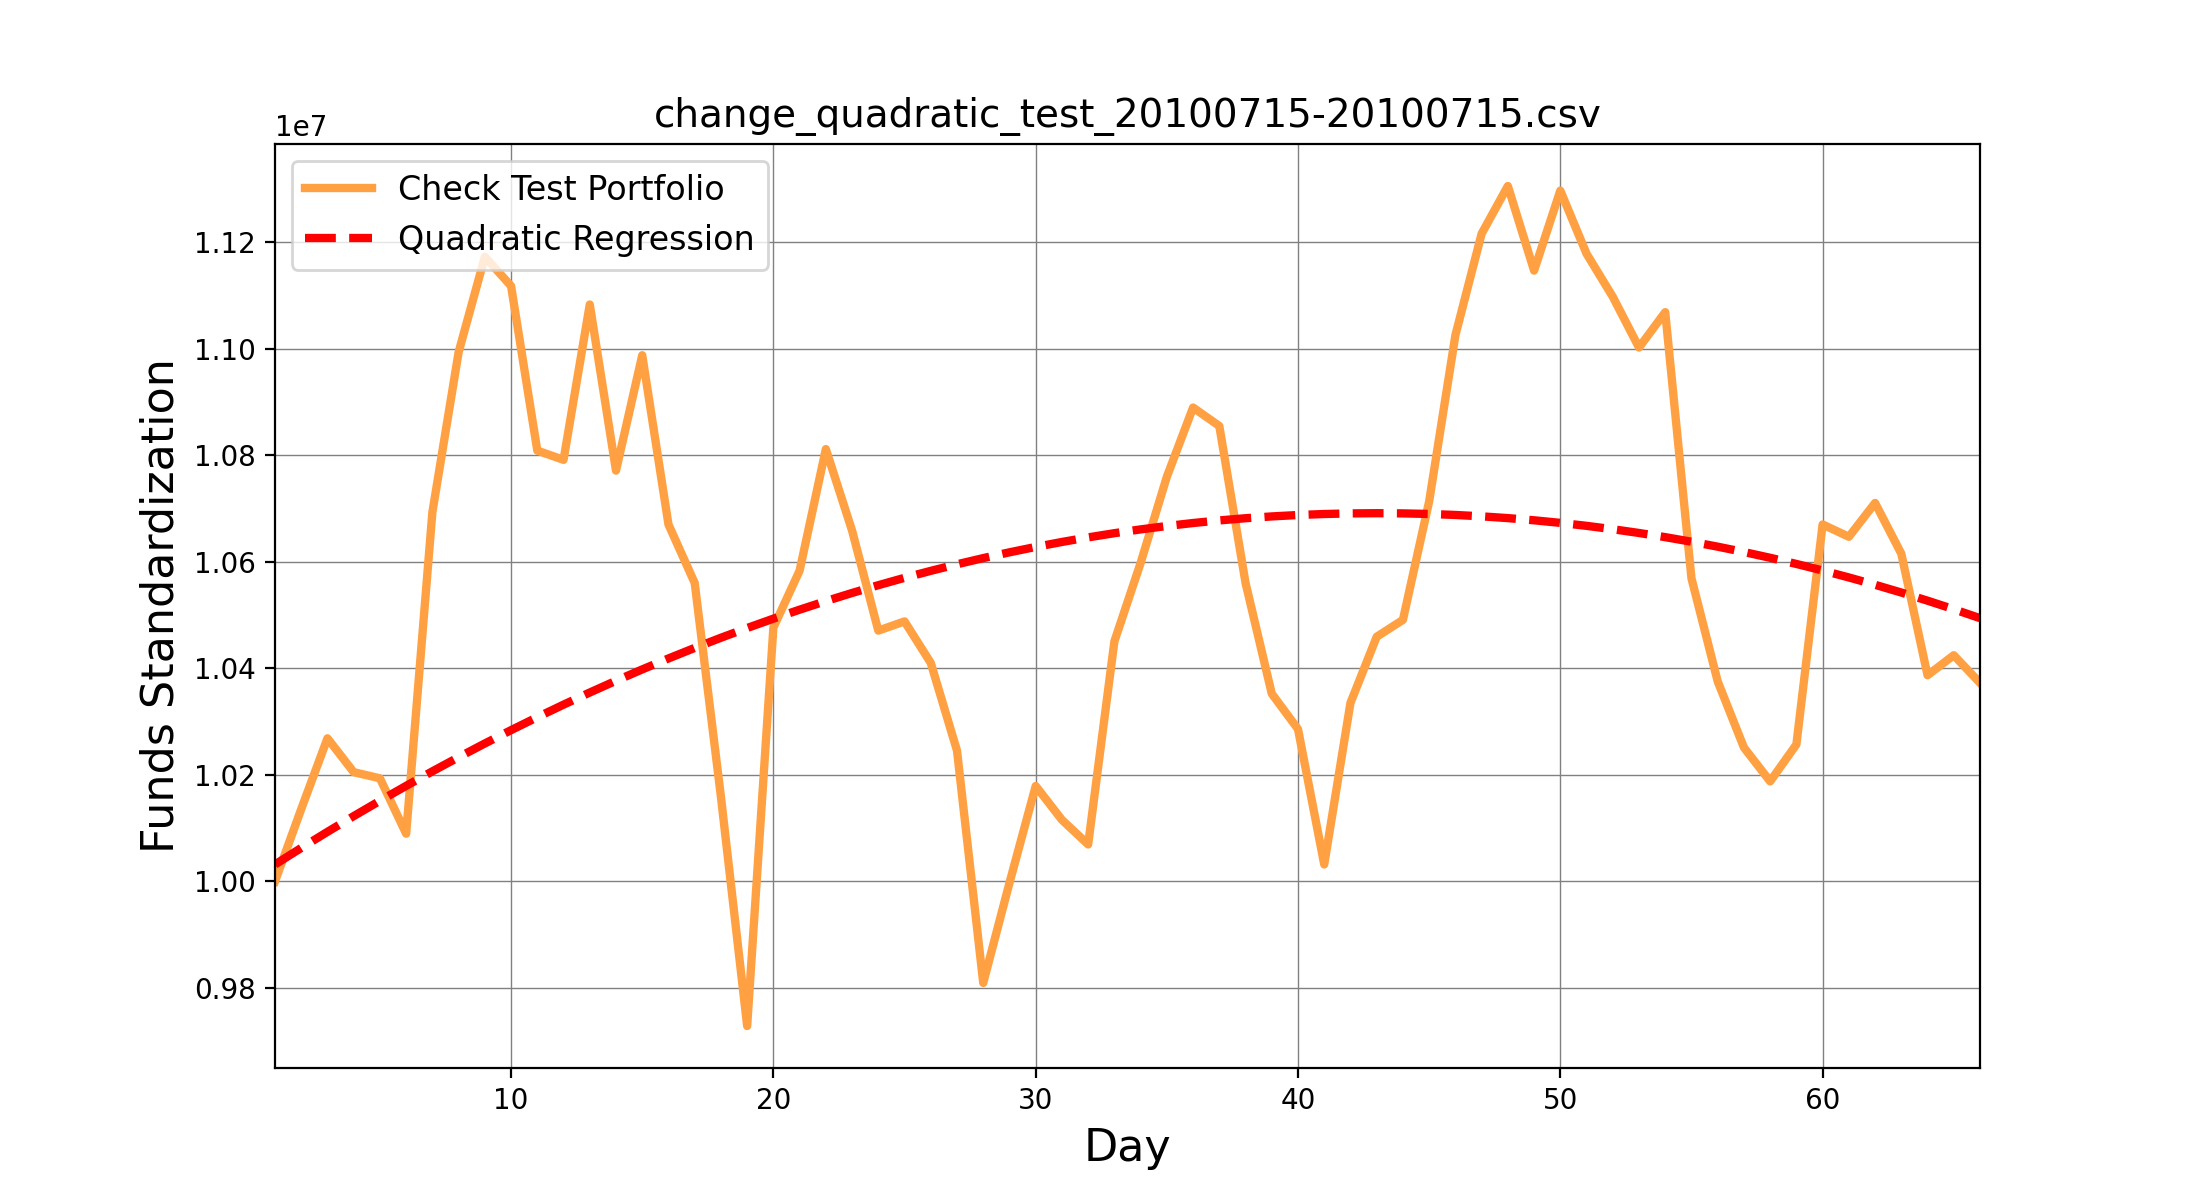 change_quadratic_test_20100715-20100715.csv
1e7
Check Test Portfolio
Quadratic Regression
1.12
1.10
1.08
1.06
1.04
1.02
1.00
0.98
Funds Standardization
10 20 30 40 50 60
Day